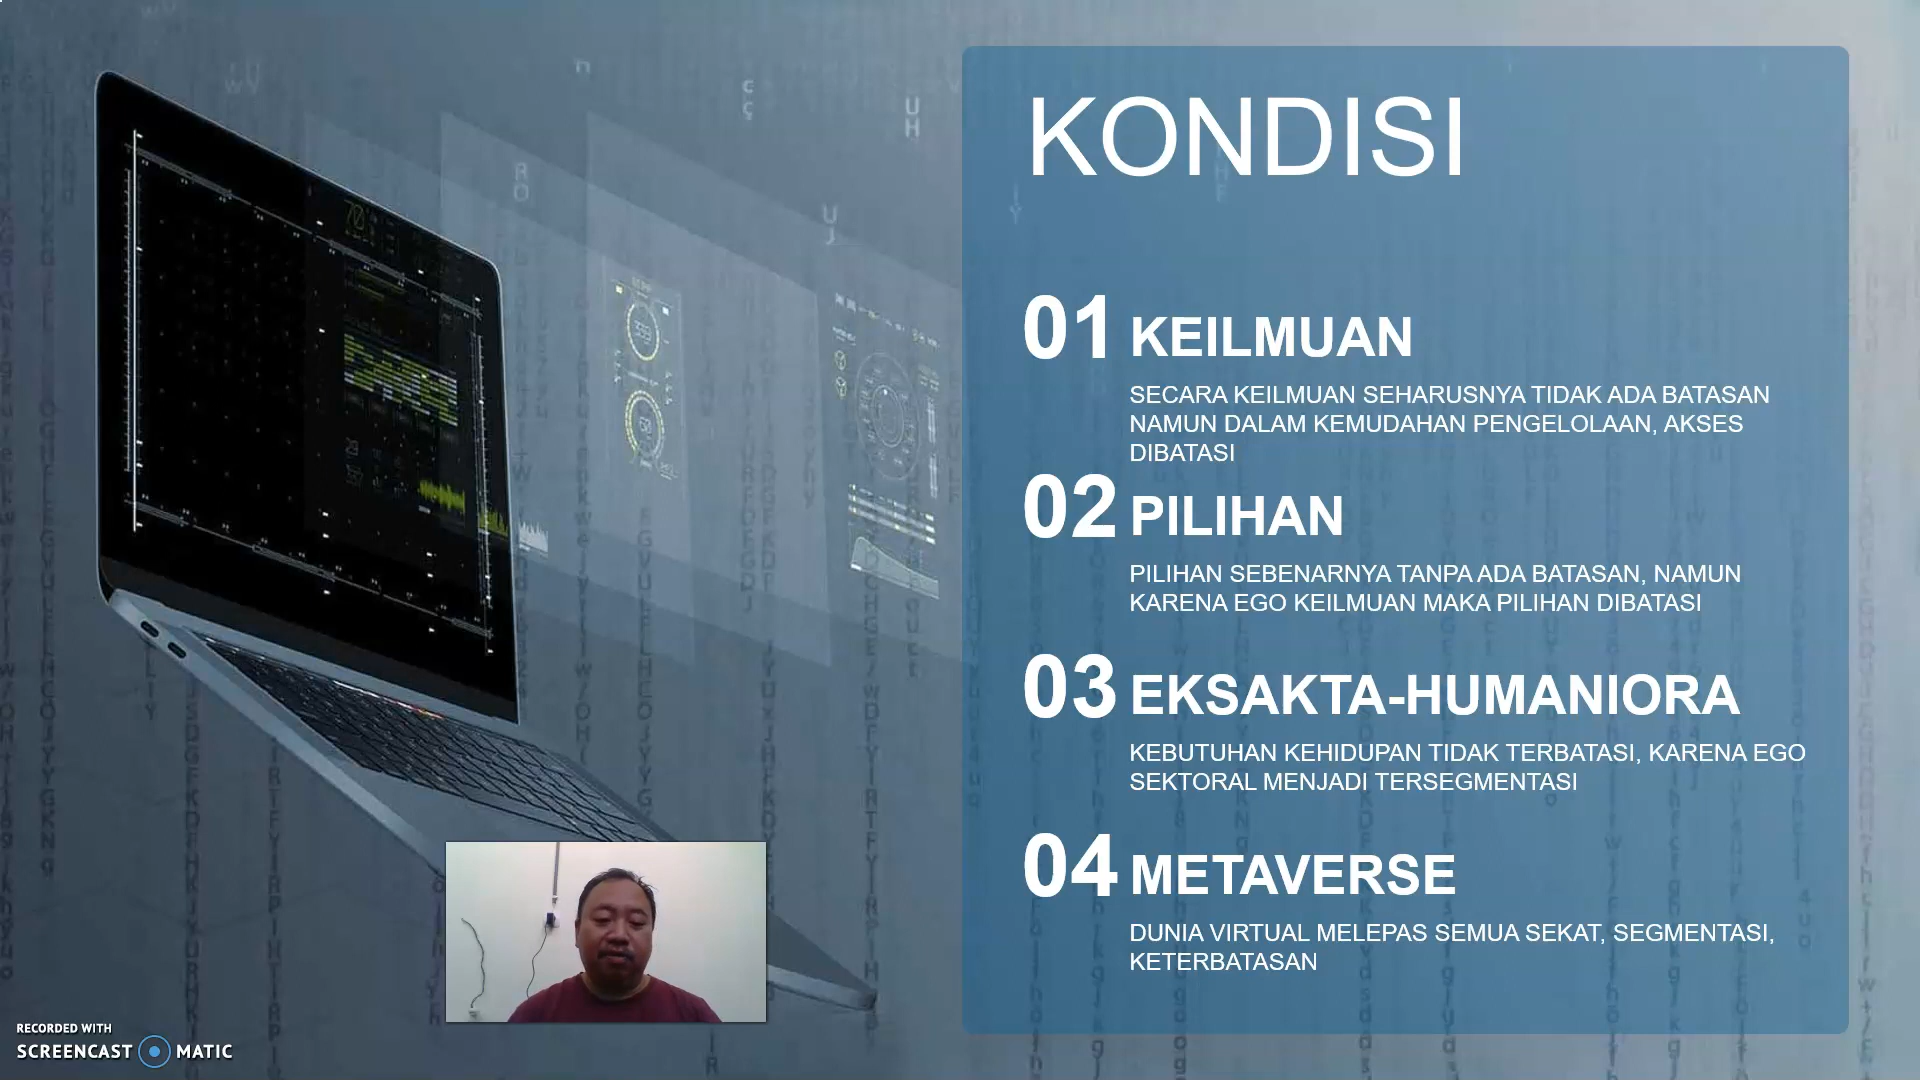 KONDISI
01 KEILMUAN
SECARA KEILMUAN SEHARUSNYA TIDAK ADA BATASAN
NAMUN DALAM KEMUDAHAN PENGELOLAAN, AKSES
DIBATASI
02 PILIHAN
PILIHAN SEBENARNYA TANPA ADA BATASAN, NAMUN
KARENA EGO KEILMUAN MAKA PILIHAN DIBATASI
03 EKSAKTA-HUMANIORA
KEBUTUHAN KEHIDUPAN TIDAK TERBATASI, KARENA EGO
SEKTORAL MENJADI TERSEGMENTASI
04 METAVERSE
DUNIA VIRTUAL MELEPAS SEMUA SEKAT, SEGMENTASI,
KETERBATASAN
RECORDED WITH
SCREENCAST MATIC